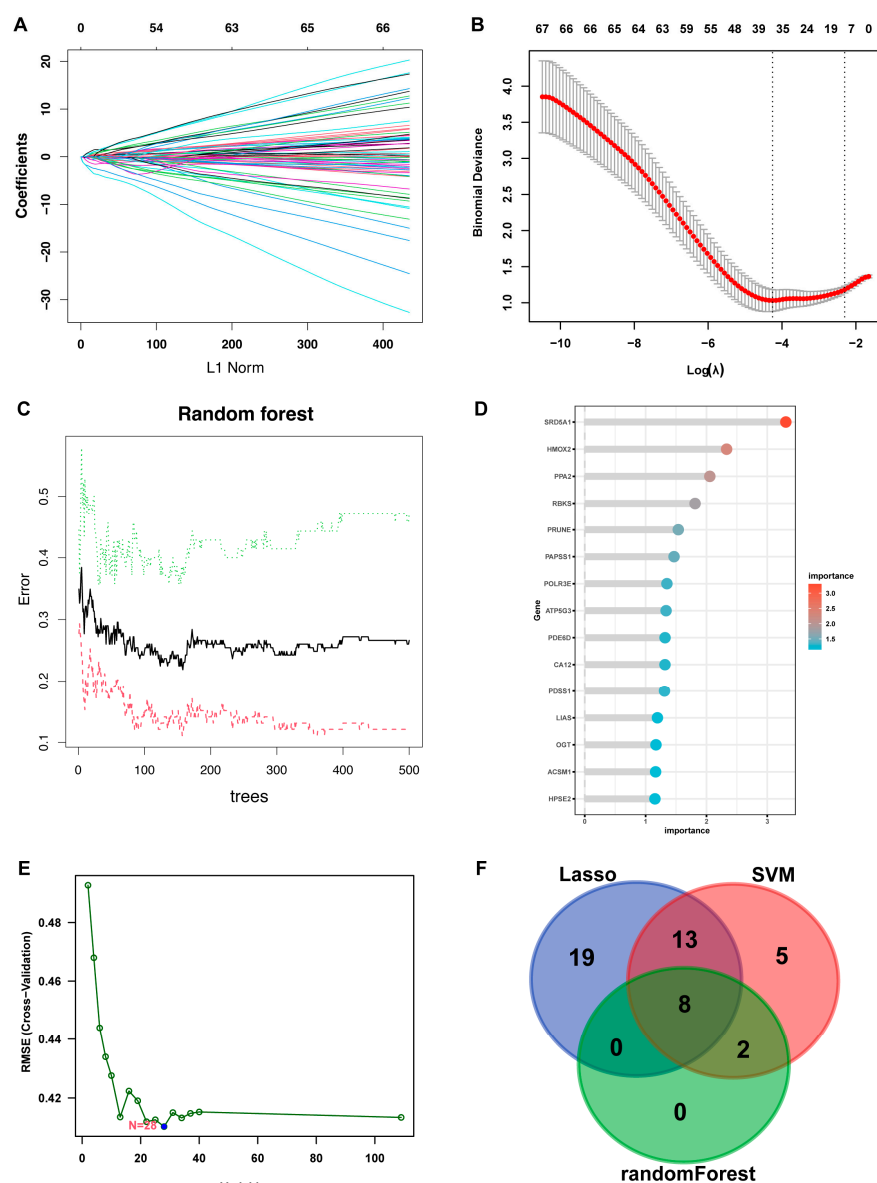 A
0 54 63 65 66
Coefficients
20
10
0
-10
-20
-30
0 100 200 300 400
L1 Norm
B
67 66 66 65 64 63 59 55 48 39 35 24 19 7 0
Binomial Deviance
4.0
3.5
3.0
2.5
2.0
1.5
1.0
−10 −8 −6 −4 −2
Log(λ)
C
Random forest
Error
0.5
0.4
0.3
0.2
0.1
0 100 200 300 400 500
trees
D
Gene
SRD5A1
HMOX2
PPA2
RBKS
PRUNE
PAPSS1
POLR3E
ATP5G3
PDE6D
CA12
PDSS1
LIAS
OGT
ACSM1
HPSE2
0 1 2 3
importance
importance
3.0
2.5
2.0
1.5
E
RMSE (Cross−Validation)
0.48
0.46
0.44
0.42
N=28
0 20 40 60 80 100
F
Lasso SVM
19 13 5
8
0 2
0
randomForest